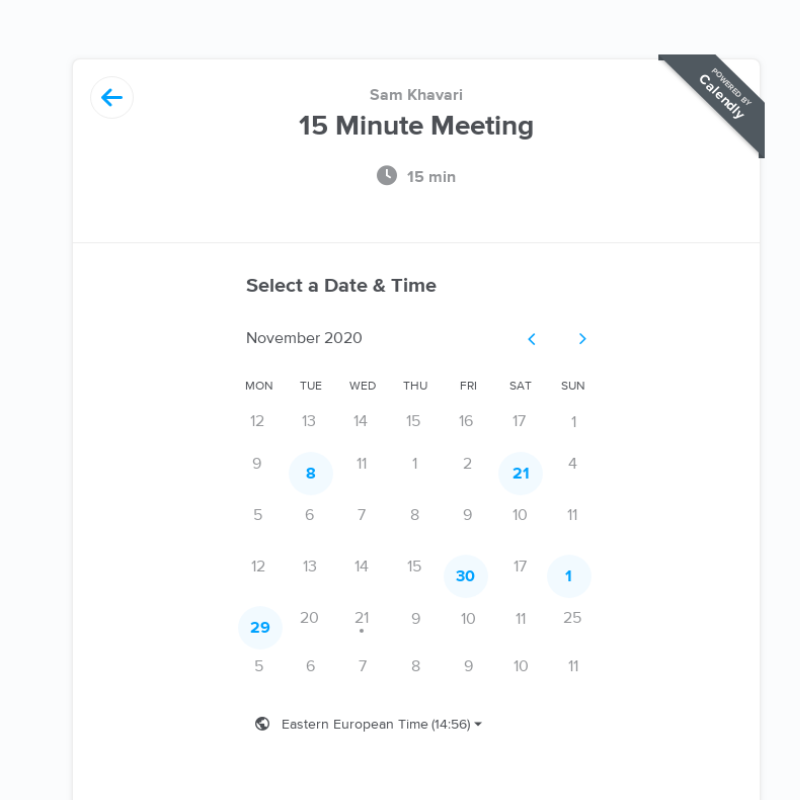 POWERED BY
Calendly
Sam Khavari
15 Minute Meeting
15 min
Select a Date & Time
November 2020
MON TUE WED THU FRI SAT SUN
12 13 14 15 16 17 1
9 8 11 1 2 21 4
5 6 7 8 9 10 11
12 13 14 15 30 17 1
29 20 21 9 10 11 25
5 6 7 8 9 10 11
Eastern European Time (14:56)